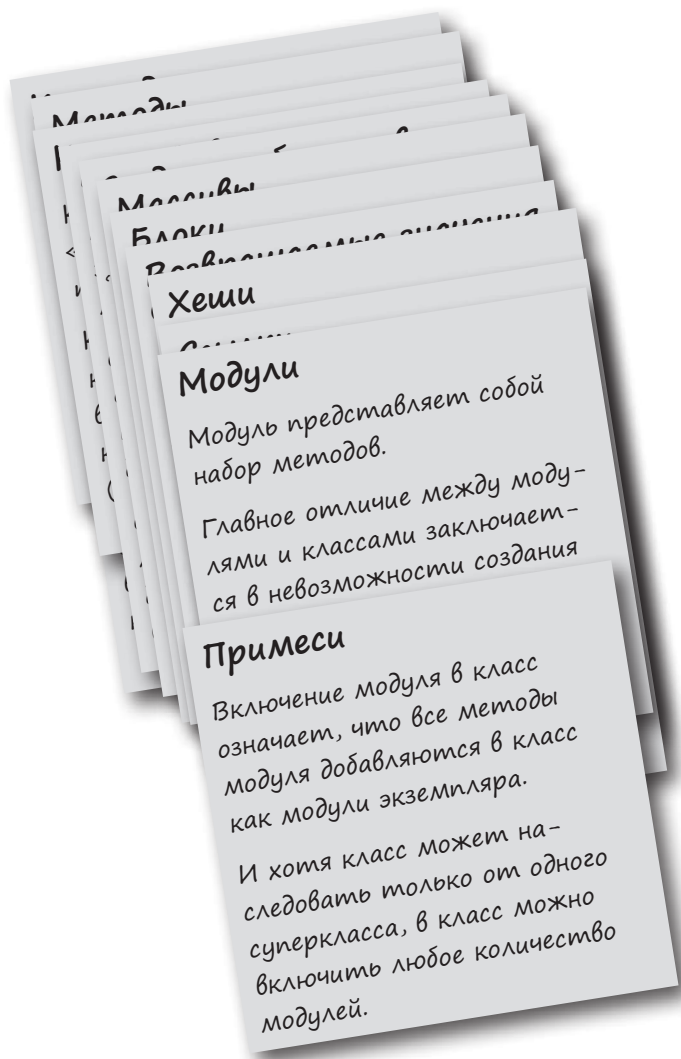 Методы
Массивы
Блоки
Возвращаемые значения
Хеши
Модули
Модуль представляет собой
набор методов.
Главное отличие между моду-
лями и классами заключает-
ся в невозможности создания
Примеси
Включение модуля в класс
означает, что все методы
модуля добавляются в класс
как модули экземпляра.
И хотя класс может на-
следовать только от одного
суперкласса, в класс можно
включить любое количество
модулей.